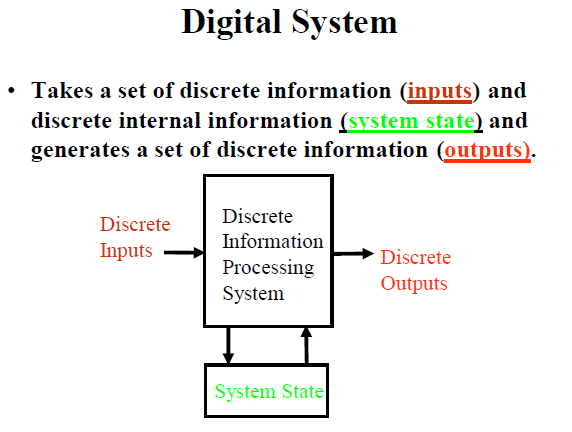 Digital System
• Takes a set of discrete information (inputs) and
discrete internal information (system state) and
generates a set of discrete information (outputs).
Discrete
Inputs
Discrete
Information
Processing
System
Discrete
Outputs
System State